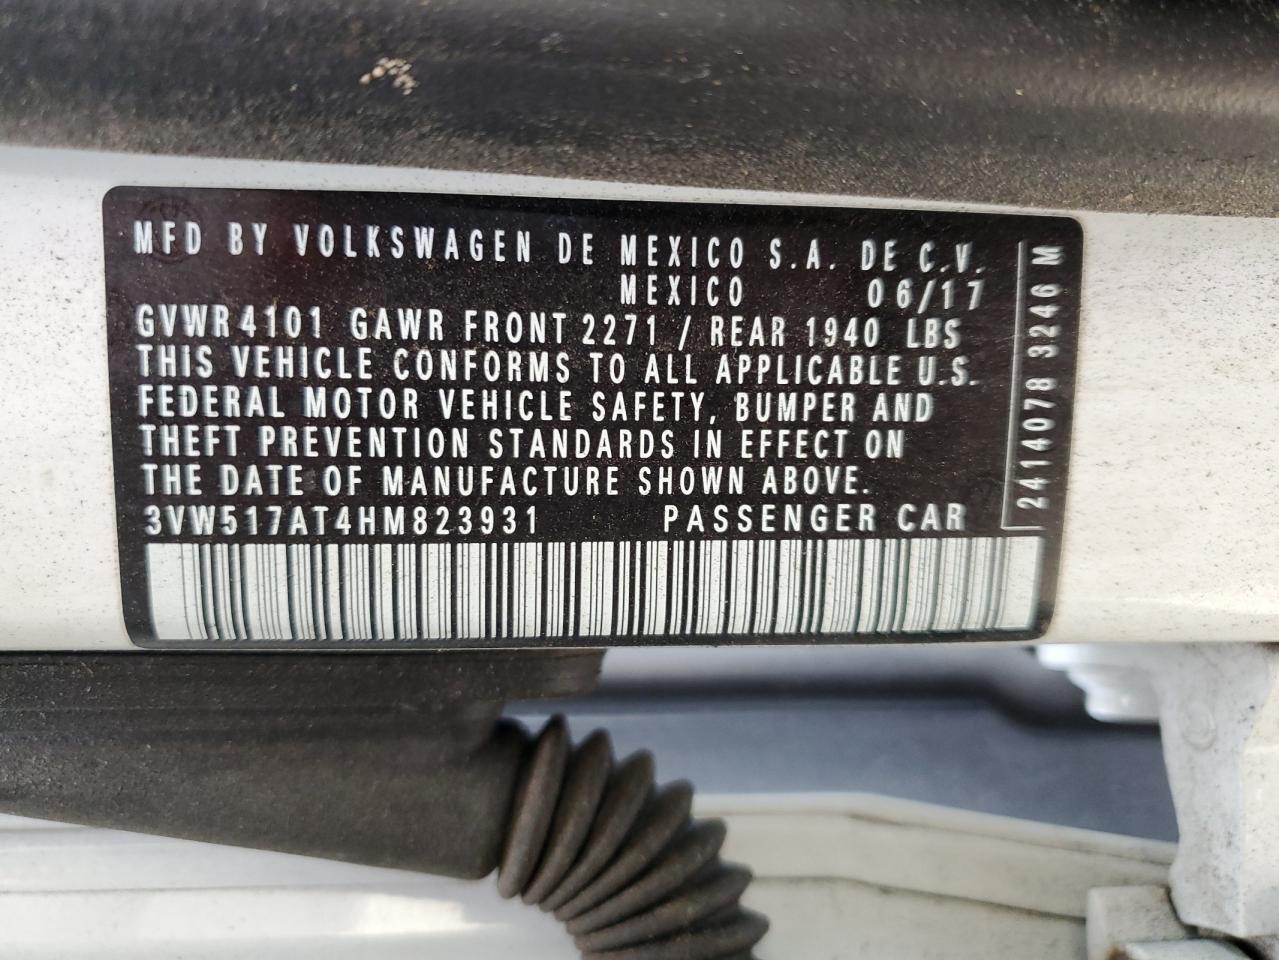 MFD BY VOLKSWAGEN DE MEXICO S.A. DE C.V.
MEXICO 06/17
GVWR 4101 GAWR FRONT 2271 / REAR 1940 LBS
THIS VEHICLE CONFORMS TO ALL APPLICABLE U.S.
FEDERAL MOTOR VEHICLE SAFETY, BUMPER AND
THEFT PREVENTION STANDARDS IN EFFECT ON
THE DATE OF MANUFACTURE SHOWN ABOVE.
3VW517AT4HM823931 PASSENGER CAR
2414078 3246 M